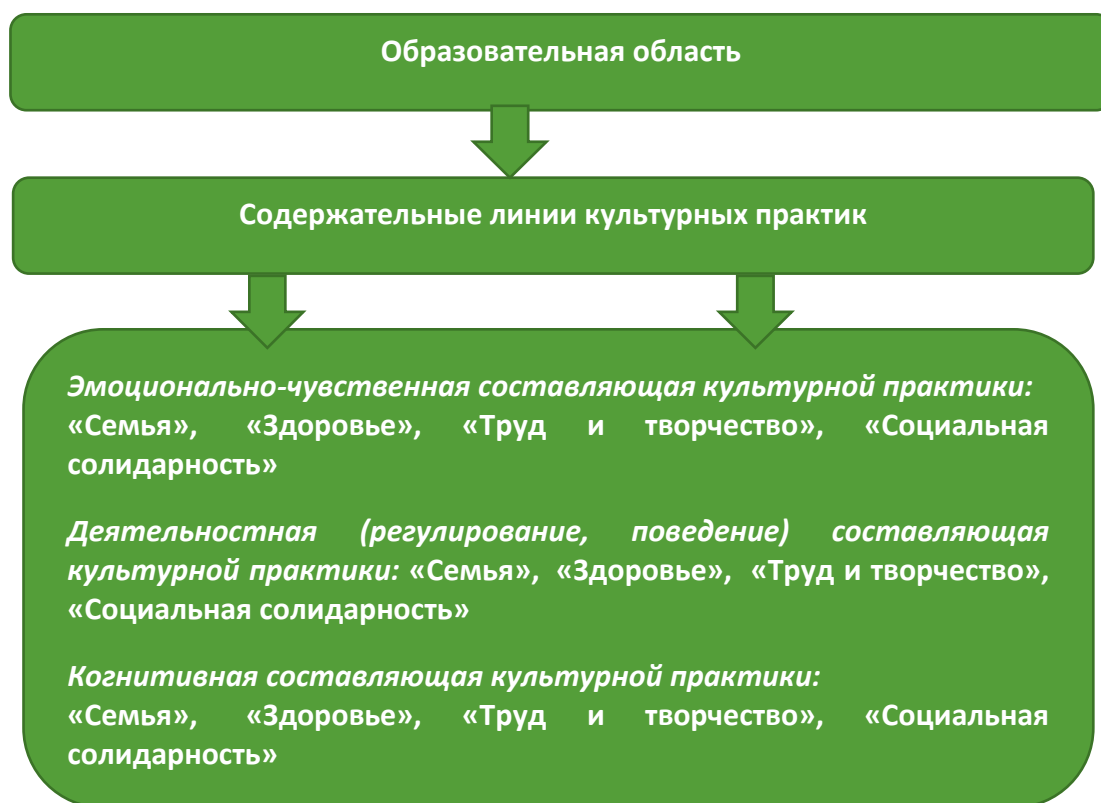 Образовательная область
Содержательные линии культурных практик
Эмоционально-чувственная составляющая культурной практики:
«Семья», «Здоровье», «Труд и творчество», «Социальная
солидарность»
Деятельностная (регулирование, поведение) составляющая
культурной практики: «Семья», «Здоровье», «Труд и творчество»,
«Социальная солидарность»
Когнитивная составляющая культурной практики:
«Семья», «Здоровье», «Труд и творчество», «Социальная
солидарность»